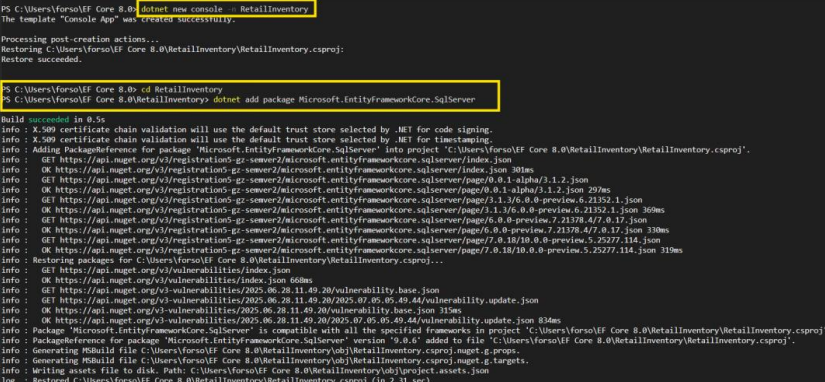 PS C:\Users\forso\EF Core 8.0> dotnet new console -n RetailInventory
The template "Console App" was created successfully.
Processing post-creation actions...
Restoring C:\Users\forso\EF Core 8.0\RetailInventory\RetailInventory.csproj:
Restore succeeded.
PS C:\Users\forso\EF Core 8.0> cd RetailInventory
PS C:\Users\forso\EF Core 8.0\RetailInventory> dotnet add package Microsoft.EntityFrameworkCore.SqlServer
Build succeeded in 0.5s
info : X.509 certificate chain validation will use the default trust store selected by .NET for code signing.
info : X.509 certificate chain validation will use the default trust store selected by .NET for timestamping.
info : Adding PackageReference for package 'Microsoft.EntityFrameworkCore.SqlServer' into project 'C:\Users\forso\EF Core 8.0\RetailInventory\RetailInventory.csproj'.
info :   GET https://api.nuget.org/v3/registration5-gz-semver2/microsoft.entityframeworkcore.sqlserver/index.json
info :   OK https://api.nuget.org/v3/registration5-gz-semver2/microsoft.entityframeworkcore.sqlserver/index.json 301ms
info :   GET https://api.nuget.org/v3/registration5-gz-semver2/microsoft.entityframeworkcore.sqlserver/page/0.0.1-alpha/3.1.2.json
info :   OK https://api.nuget.org/v3/registration5-gz-semver2/microsoft.entityframeworkcore.sqlserver/page/0.0.1-alpha/3.1.2.json 297ms
info :   GET https://api.nuget.org/v3/registration5-gz-semver2/microsoft.entityframeworkcore.sqlserver/page/3.1.3/6.0.0-preview.6.21352.1.json
info :   OK https://api.nuget.org/v3/registration5-gz-semver2/microsoft.entityframeworkcore.sqlserver/page/3.1.3/6.0.0-preview.6.21352.1.json 369ms
info :   GET https://api.nuget.org/v3/registration5-gz-semver2/microsoft.entityframeworkcore.sqlserver/page/6.0.0-preview.7.21378.4/7.0.17.json
info :   OK https://api.nuget.org/v3/registration5-gz-semver2/microsoft.entityframeworkcore.sqlserver/page/6.0.0-preview.7.21378.4/7.0.17.json 330ms
info :   GET https://api.nuget.org/v3/registration5-gz-semver2/microsoft.entityframeworkcore.sqlserver/page/7.0.18/10.0.0-preview.5.25277.114.json
info :   OK https://api.nuget.org/v3/registration5-gz-semver2/microsoft.entityframeworkcore.sqlserver/page/7.0.18/10.0.0-preview.5.25277.114.json 319ms
info : Restoring packages for C:\Users\forso\EF Core 8.0\RetailInventory\RetailInventory.csproj...
info :   GET https://api.nuget.org/v3/vulnerabilities/index.json
info :   OK https://api.nuget.org/v3/vulnerabilities/index.json 668ms
info :   GET https://api.nuget.org/v3-vulnerabilities/2025.06.28.11.49.20/vulnerability.base.json
info :   GET https://api.nuget.org/v3-vulnerabilities/2025.06.28.11.49.20/2025.07.05.05.49.44/vulnerability.update.json
info :   OK https://api.nuget.org/v3-vulnerabilities/2025.06.28.11.49.20/vulnerability.base.json 315ms
info :   OK https://api.nuget.org/v3-vulnerabilities/2025.06.28.11.49.20/2025.07.05.05.49.44/vulnerability.update.json 834ms
info : Package 'Microsoft.EntityFrameworkCore.SqlServer' is compatible with all the specified frameworks in project 'C:\Users\forso\EF Core 8.0\RetailInventory\RetailInventory.csproj'
info : PackageReference for package 'Microsoft.EntityFrameworkCore.SqlServer' version '9.0.6' added to file 'C:\Users\forso\EF Core 8.0\RetailInventory\RetailInventory.csproj'.
info : Generating MSBuild file C:\Users\forso\EF Core 8.0\RetailInventory\obj\RetailInventory.csproj.nuget.g.props.
info : Generating MSBuild file C:\Users\forso\EF Core 8.0\RetailInventory\obj\RetailInventory.csproj.nuget.g.targets.
info : Writing assets file to disk. Path: C:\Users\forso\EF Core 8.0\RetailInventory\obj\project.assets.json
log : Restored C:\Users\forso\EF Core 8.0\RetailInventory\RetailInventory.csproj (in 2.31 sec).